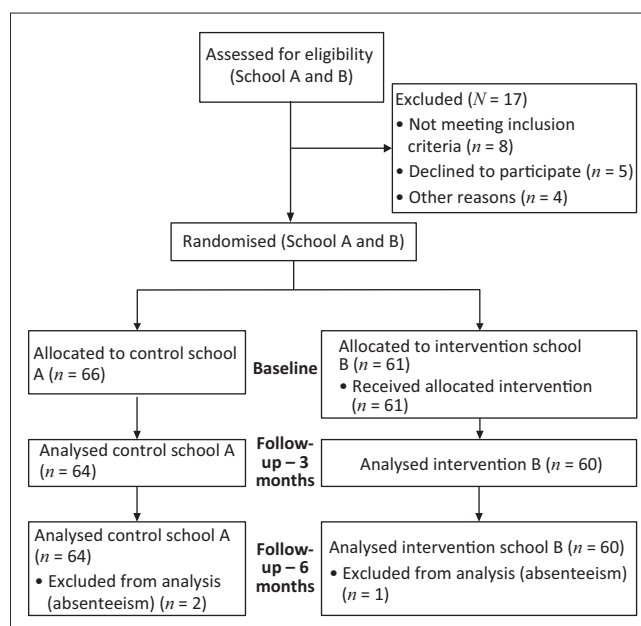 Assessed for eligibility
(School A and B)
Excluded (N = 17)
• Not meeting inclusion
criteria (n = 8)
• Declined to participate (n = 5)
• Other reasons (n = 4)
Randomised (School A and B)
Allocated to control school
A (n = 66)
Baseline
Allocated to intervention school
B (n = 61)
• Received allocated intervention
(n = 61)
Analysed control school A
(n = 64)
Follow-
up – 3
months
Analysed intervention B (n = 60)
Analysed control school A
(n = 64)
• Excluded from analysis
(absenteeism) (n = 2)
Follow-
up – 6
months
Analysed intervention school B (n = 60)
• Excluded from analysis (absenteeism)
(n = 1)